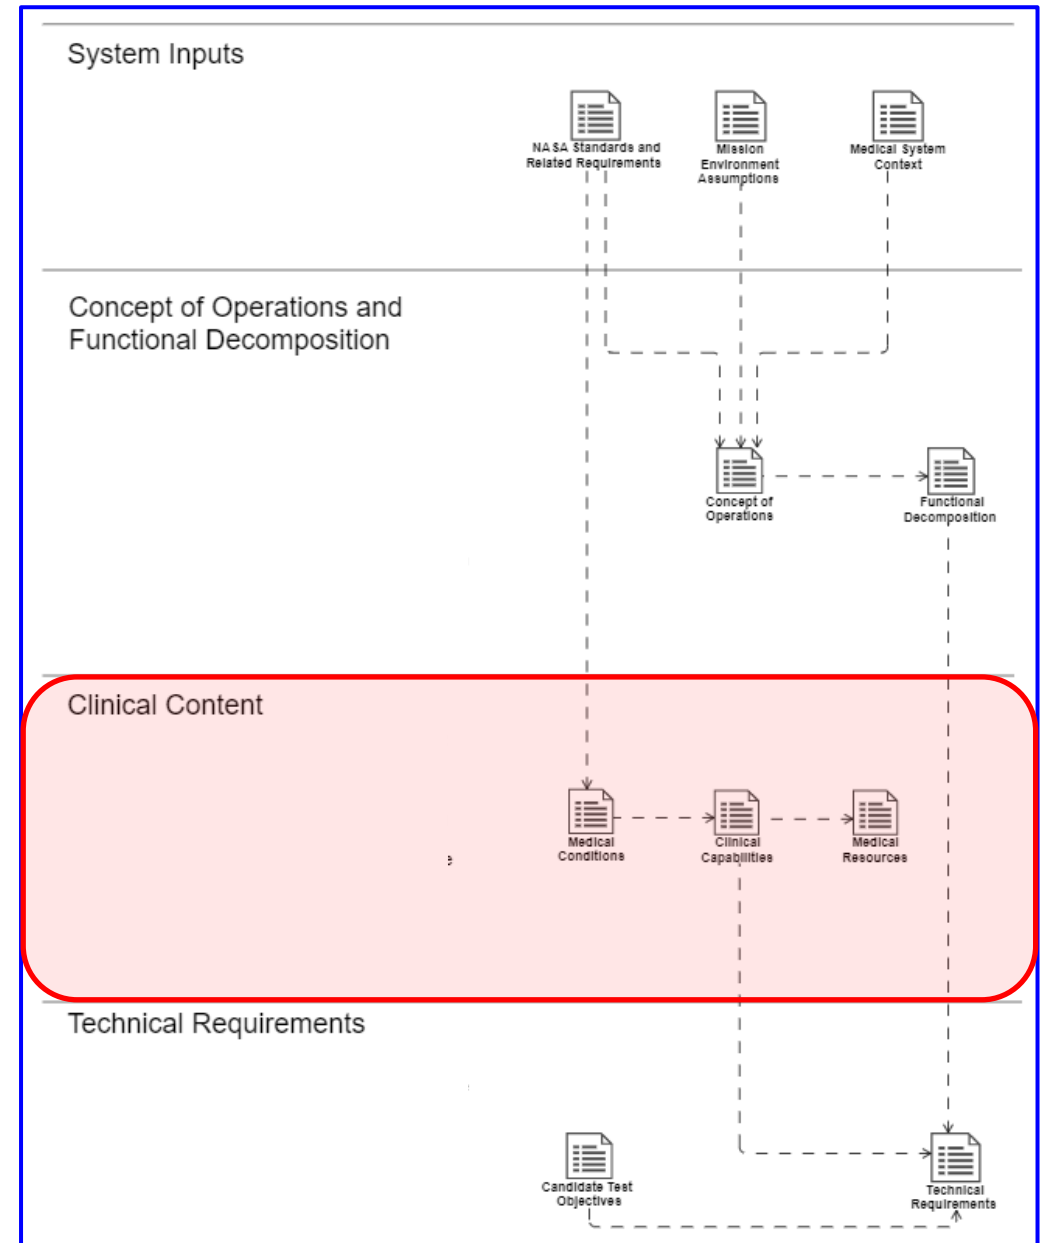 System Inputs
NASA Standards and
Related Requirements
Mission
Environment
Assumptions
Medical System
Context
Concept of Operations and
Functional Decomposition
Concept of
Operations
Functional
Decomposition
Clinical Content
Medical
Conditions
Clinical
Capabilities
Medical
Resources
Technical Requirements
Candidate Test
Objectives
Technical
Requirements